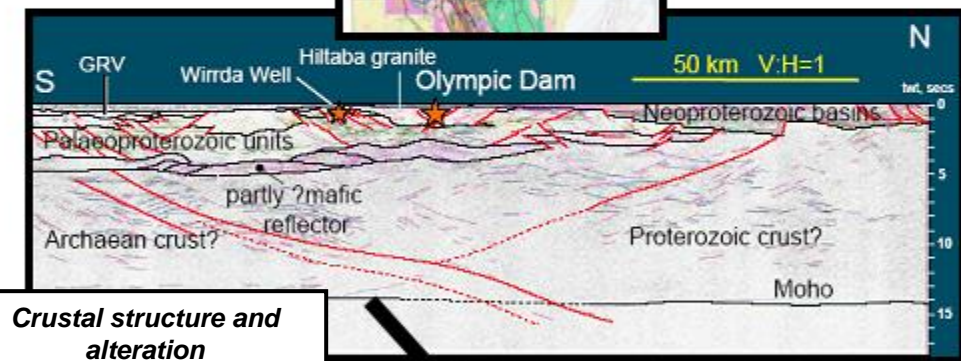 N
S
GRV
Wirrda Well
Hiltaba granite
Olympic Dam
50 km V:H=1
twt, secs
0
Neoproterozoic basins
Palaeoproterozoic units
5
partly ?mafic
reflector
Archaean crust?
Proterozoic crust?
10
Moho
15
Crustal structure and
alteration